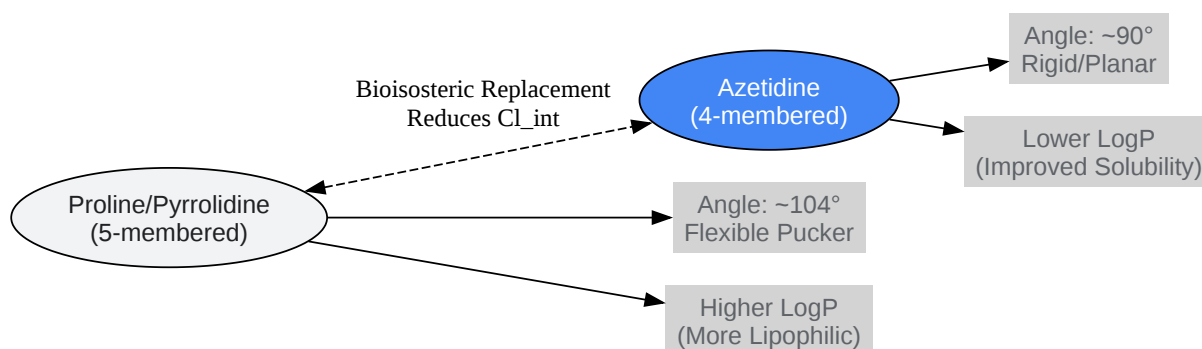 Bioisosteric Replacement
Reduces Cl_int
Azetidine
(4-membered)
Angle: ~90°
Rigid/Planar
Lower LogP
(Improved Solubility)
Proline/Pyrrolidine
(5-membered)
Angle: ~104°
Flexible Pucker
Higher LogP
(More Lipophilic)